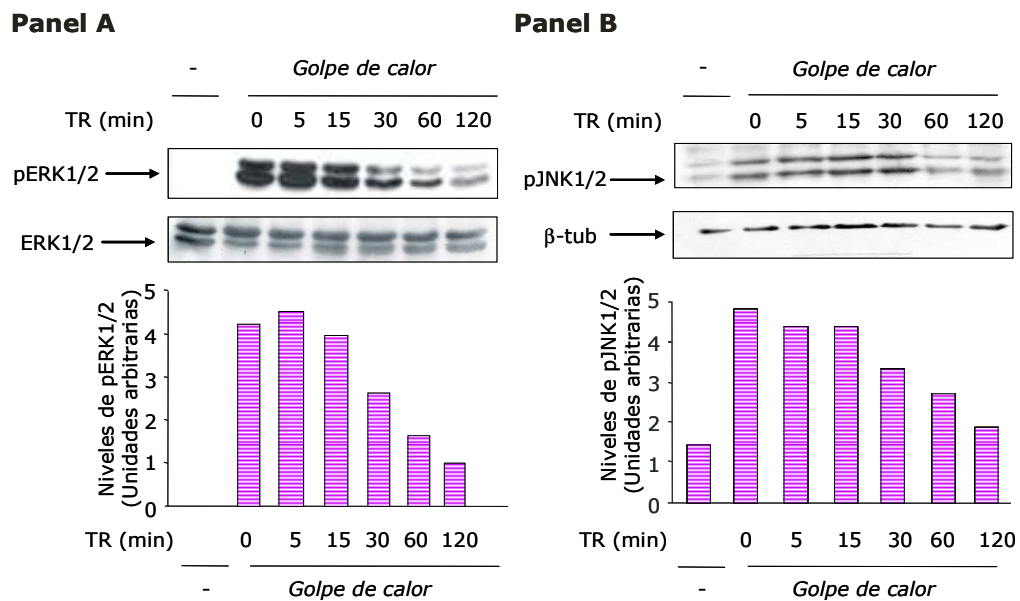 Panel A
- Golpe de calor
TR (min) 0 5 15 30 60 120
pERK1/2
ERK1/2
Niveles de pERK1/2
(Unidades arbitrarias)
5
4
3
2
1
0
TR (min) 0 5 15 30 60 120
- Golpe de calor
Panel B
- Golpe de calor
TR (min) 0 5 15 30 60 120
pJNK1/2
β-tub
Niveles de pJNK1/2
(Unidades arbitrarias)
5
4
3
2
1
0
TR (min) 0 5 15 30 60 120
- Golpe de calor